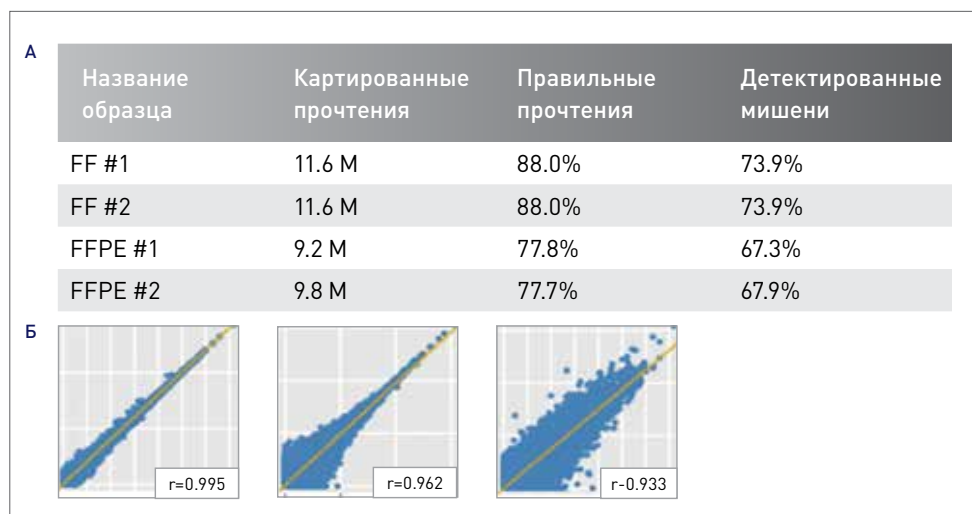 А
Название образца
Картированные прочтения
Правильные прочтения
Детектированные мишени
FF #1 11.6 M 88.0% 73.9%
FF #2 11.6 M 88.0% 73.9%
FFPE #1 9.2 M 77.8% 67.3%
FFPE #2 9.8 M 77.7% 67.9%
Б
r=0.995 r=0.962 r-0.933